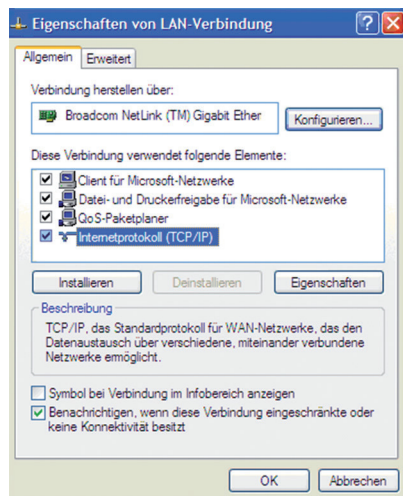 Eigenschaften von LAN-Verbindung
Allgemein
Erweitert
Verbindung herstellen über:
Broadcom NetLink (TM) Gigabit Ether
Konfigurieren...
Diese Verbindung verwendet folgende Elemente:
Client für Microsoft-Netzwerke
Datei- und Druckerfreigabe für Microsoft-Netzwerke
QoS-Paketplaner
Internetprotokoll (TCP/IP)
Installieren
Deinstallieren
Eigenschaften
Beschreibung
TCP/IP, das Standardprotokoll für WAN-Netzwerke, das den
Datenaustausch über verschiedene, miteinander verbundene
Netzwerke ermöglicht.
Symbol bei Verbindung im Infobereich anzeigen
Benachrichtigen, wenn diese Verbindung eingeschränkte oder
keine Konnektivität besitzt
OK
Abbrechen